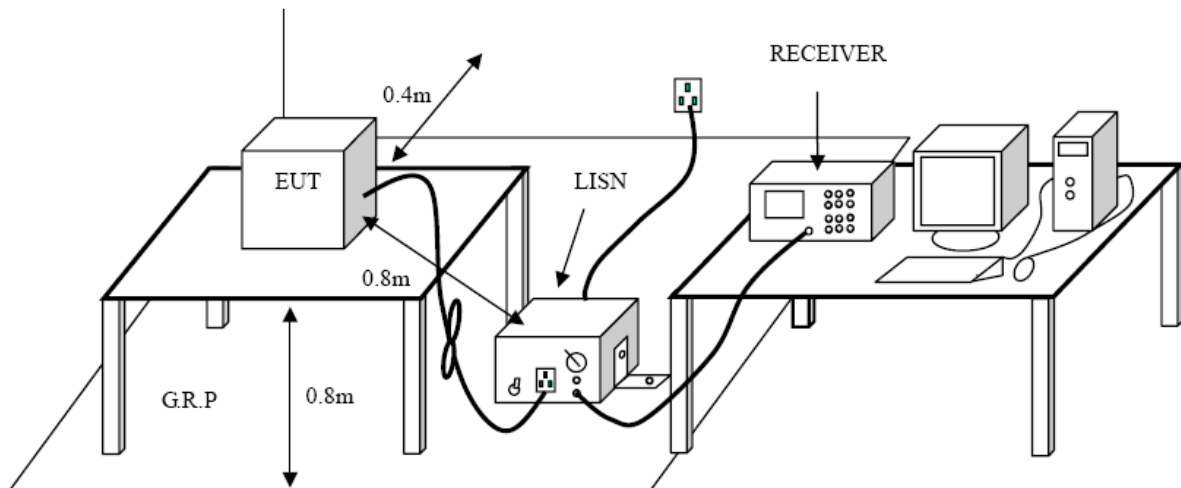 RECEIVER
0.4m
EUT
LISN
0.8m
G.R.P
0.8m